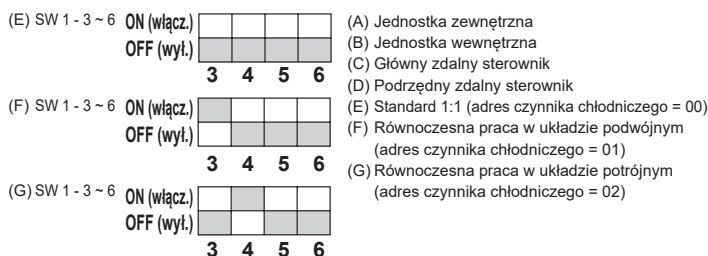 (E) SW 1 - 3 ~ 6 ON (włącz.)
OFF (wył.)
3 4 5 6
(F) SW 1 - 3 ~ 6 ON (włącz.)
OFF (wył.)
3 4 5 6
(G) SW 1 - 3 ~ 6 ON (włącz.)
OFF (wył.)
3 4 5 6
(A) Jednostka zewnętrzna
(B) Jednostka wewnętrzna
(C) Główny zdalny sterownik
(D) Podrzędny zdalny sterownik
(E) Standard 1:1 (adres czynnika chłodniczego = 00)
(F) Równoczesna praca w układzie podwójnym
(adres czynnika chłodniczego = 01)
(G) Równoczesna praca w układzie potrójnym
(adres czynnika chłodniczego = 02)